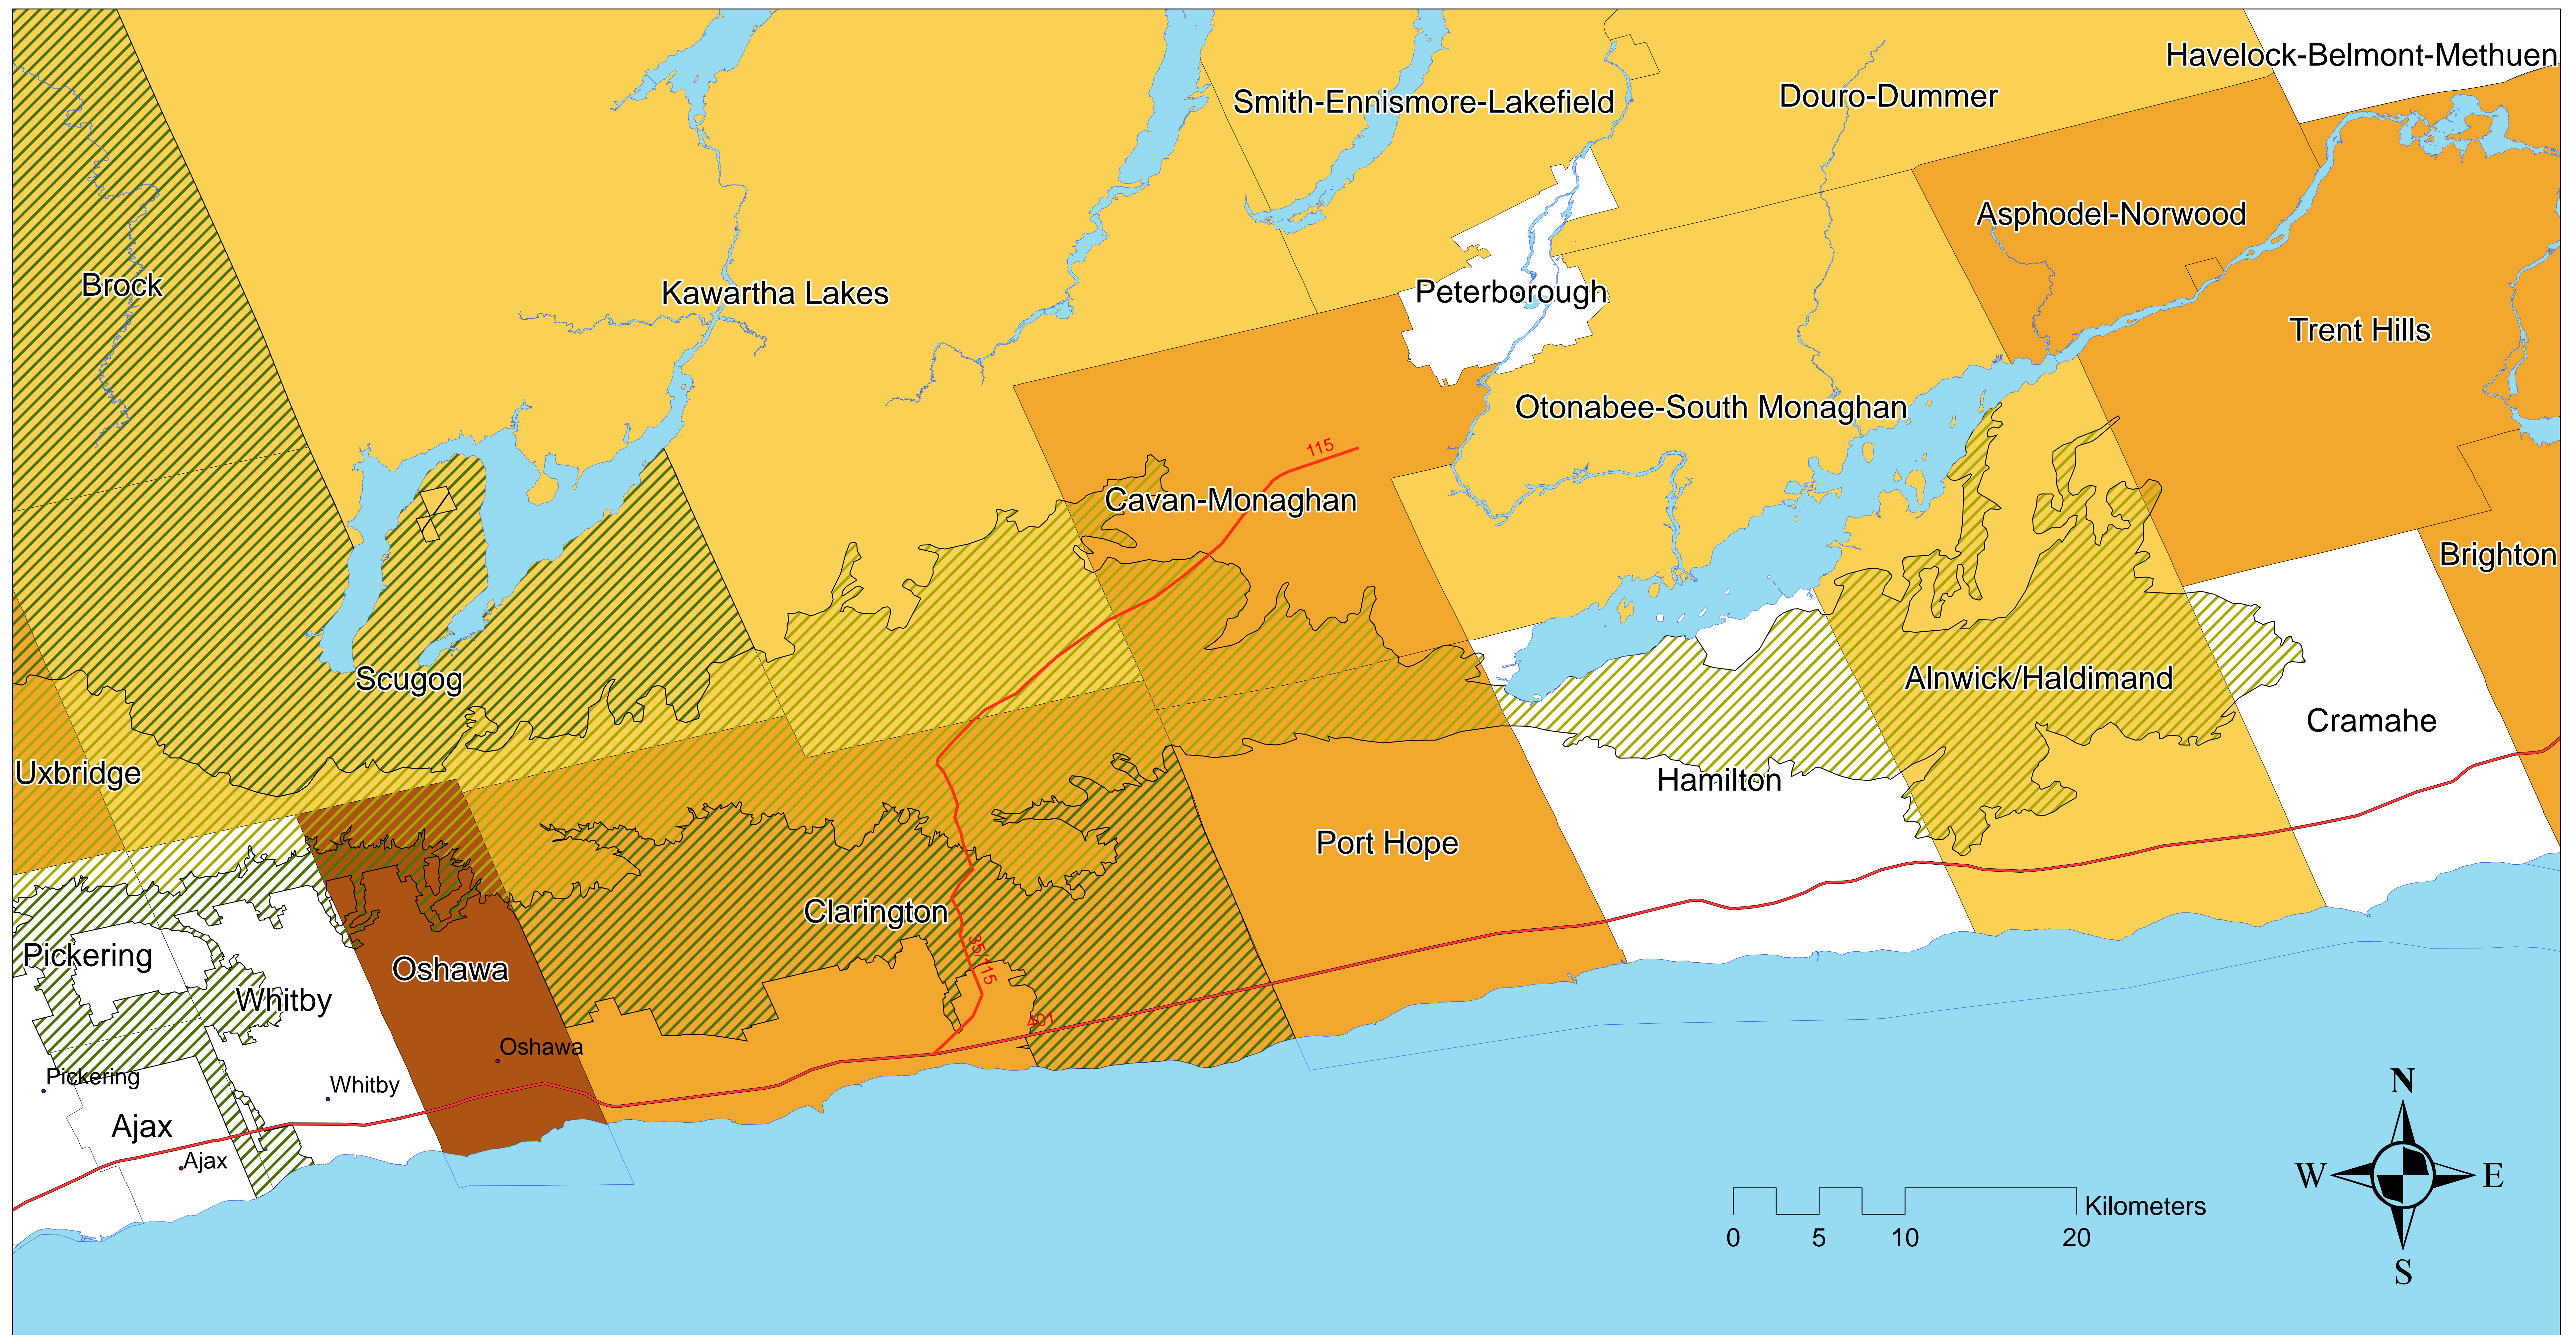 Havelock-Belmont-Methuen
Smith-Ennismore-Lakefield
Douro-Dummer
Asphodel-Norwood
Brock
Kawartha Lakes
Peterborough
Trent Hills
Otonabee-South Monaghan
115
Cavan-Monaghan
Brighton
Scugog
Alnwick/Haldimand
Cramahe
Uxbridge
Hamilton
Port Hope
Clarington
Pickering
Oshawa
35/115
Whitby
401
Oshawa
Pickering
Whitby
Ajax
Ajax
N
W
E
S
Kilometers
0 5 10 20